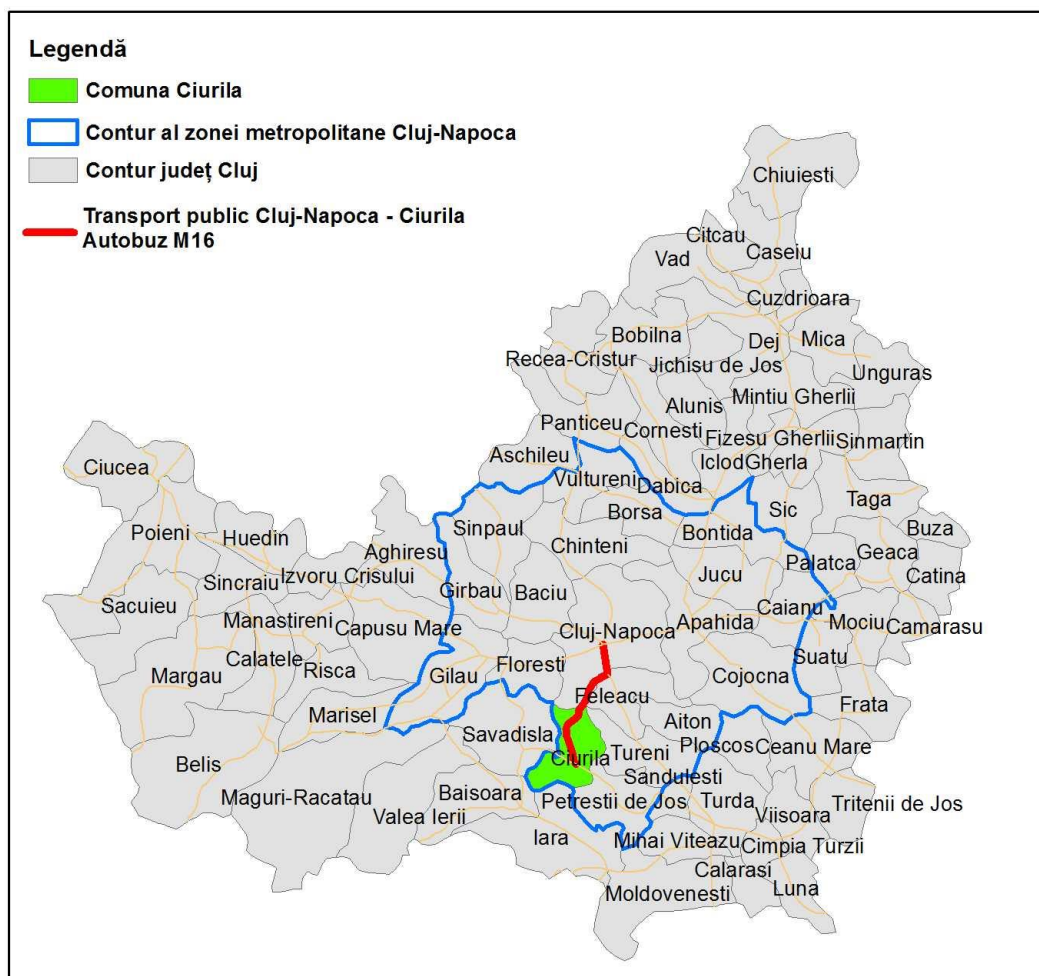 Legendă
Comuna Ciurila
Contur al zonei metropolitane Cluj-Napoca
Contur județ Cluj
Transport public Cluj-Napoca - Ciurila
Autobuz M16
Chiuiesti
Citcau
Caseiu
Vad
Cuzdrioara
Bobilna
Dej
Mica
Recea-Cristur
Jichisu de Jos
Unguras
Mintiu Gherlii
Alunis
Panticeu
Cornesti
Fizesu Gherlii
Sinmartin
Aschileu
Iclod
Gherla
Ciucea
Vultureni
Dabica
Taga
Borsa
Sic
Poieni
Sinpaul
Bontida
Buza
Huedin
Chinteni
Aghiresu
Geaca
Palatca
Sincraiu
Izvoru Crisului
Jucu
Catina
Sacuieu
Girbau
Baciu
Caianu
Manastireni
Capusu Mare
Cluj-Napoca
Apahida
Mociu
Camarasu
Calatele
Risca
Floresti
Suatu
Margau
Gilau
Cojocna
Feleacu
Frata
Marisel
Aiton
Savadisla
Ploscos
Ceanu Mare
Tureni
Belis
Ciurila
Sandulesti
Maguri-Racatau
Baisoara
Petrestii de Jos
Turda
Tritenii de Jos
Valea Ierii
Viisoara
Iara
Mihai Viteazu
Cimpia Turzii
Calarasi
Luna
Moldovenesti